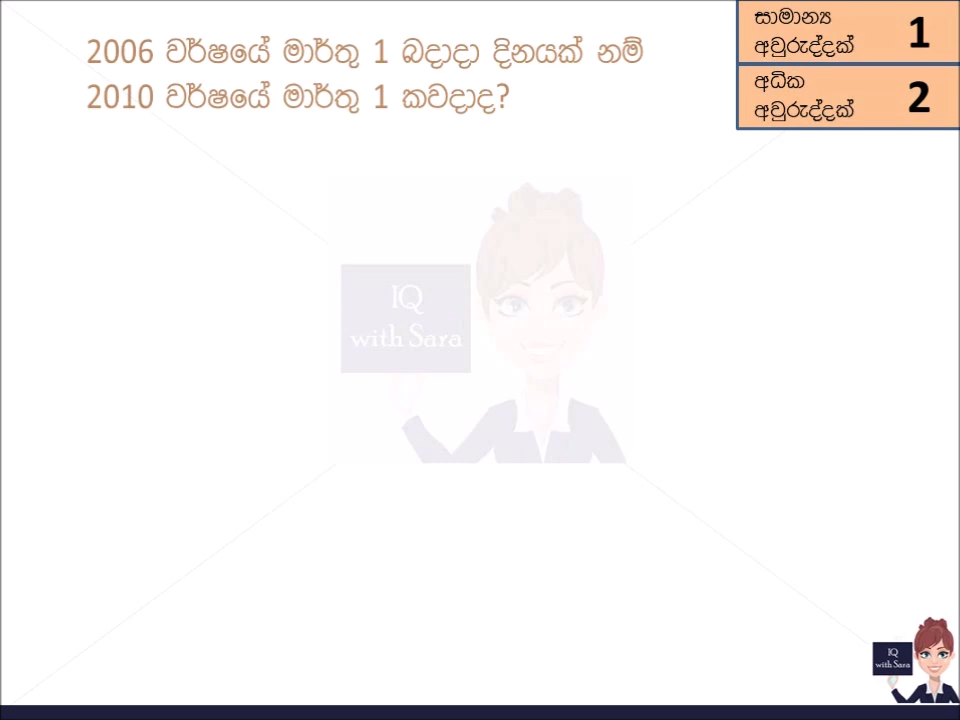 2006 වර්ෂයේ මාර්තු 1 බදාදා දිනයක් නම්
2010 වර්ෂයේ මාර්තු 1 කවදාද?
සාමාන්‍ය
අවුරුද්දක්
1
අධික
අවුරුද්දක්
2
IQ
with Sara
IQ
with Sara